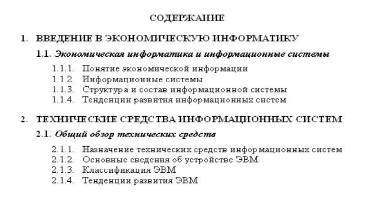 СОДЕРЖАНИЕ
1. ВВЕДЕНИЕ В ЭКОНОМИЧЕСКУЮ ИНФОРМАТИКУ
1.1. Экономическая информатика и информационные системы
1.1.1. Понятие экономической информации
1.1.2 Информационные системы
1.1.3. Структура и состав информационной системы
1.1.4. Тенденции развития информационных систем
2. ТЕХНИЧЕСКИЕ СРЕДСТВА ИНФОРМАЦИОННЫХ СИСТЕМ
2.1. Общий обзор технических средств
2.1.1. Назначение технических средств информационных систем
2.1.2. Основные сведения об устройстве ЭВМ
2.1.3. Классификация ЭВМ
2.1.4. Тенденции развития ЭВМ